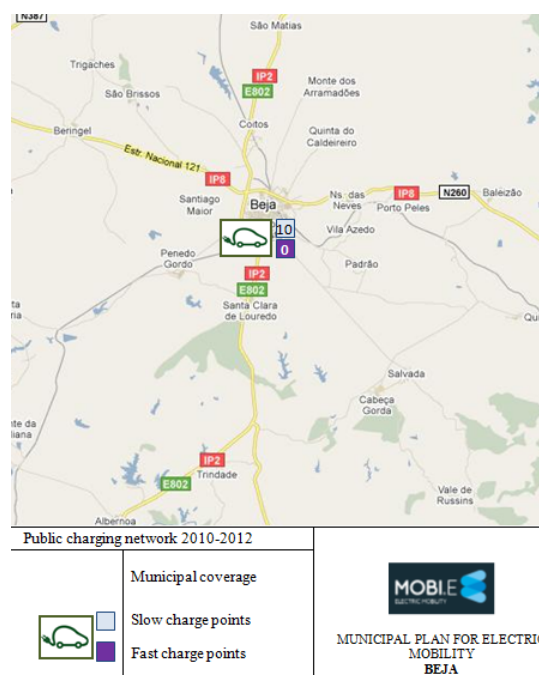 N387
São Matias
Trigaches
IP2
E802
Monte dos
Arramadões
São Brissos
Beringel
Coitos
Quinta do
Caldeireiro
Estr. Nacional 121
IP8
Beja
Santiago
Maior
Ns. das
Neves
IP8
N260
Baleizão
Porto Peles
10
0
Vila Azedo
Penedo
Gordo
IP2
E802
Padrão
Santa Clara
de Louredo
Qui
Salvada
Cabeça
Gorda
IP2
E802
Trindade
Vale de
Russins
Albernoa
Public charging network 2010-2012
Municipal coverage
Slow charge points
Fast charge points
MOBI.E
ELECTRIC MOBILITY
MUNICIPAL PLAN FOR ELECTRIC
MOBILITY
BEJA